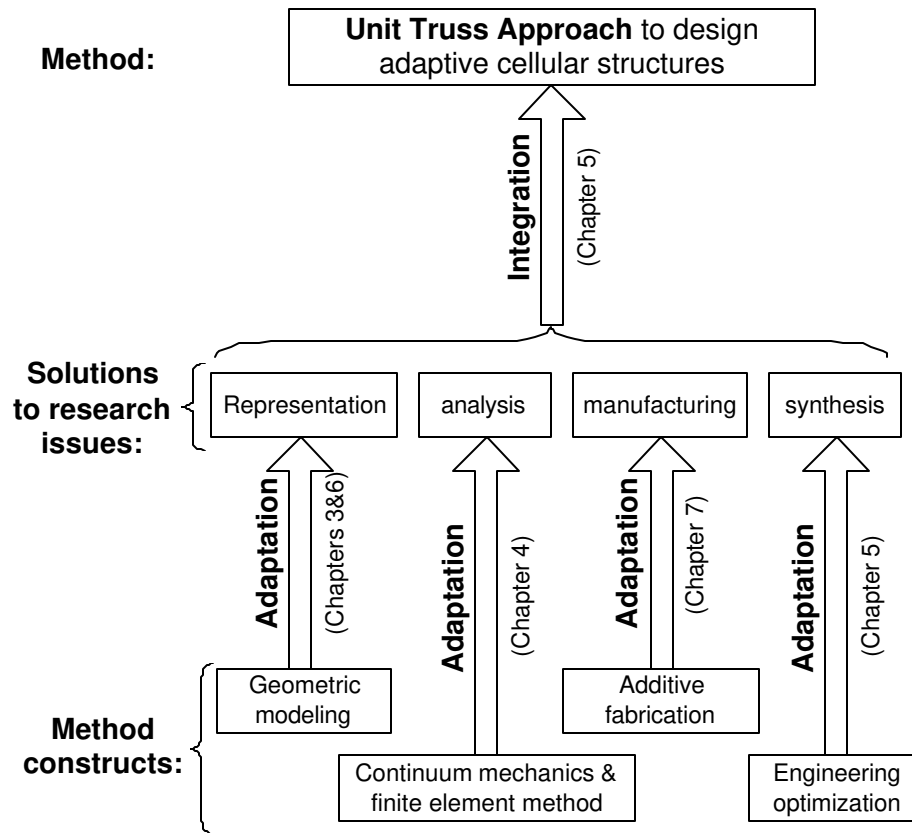 Method:
Unit Truss Approach to design
adaptive cellular structures
Integration
(Chapter 5)
Solutions
to research
issues:
Representation
analysis
manufacturing
synthesis
Adaptation
(Chapters 3&6)
Adaptation
(Chapter 4)
Adaptation
(Chapter 7)
Adaptation
(Chapter 5)
Method
constructs:
Geometric
modeling
Continuum mechanics &
finite element method
Additive
fabrication
Engineering
optimization